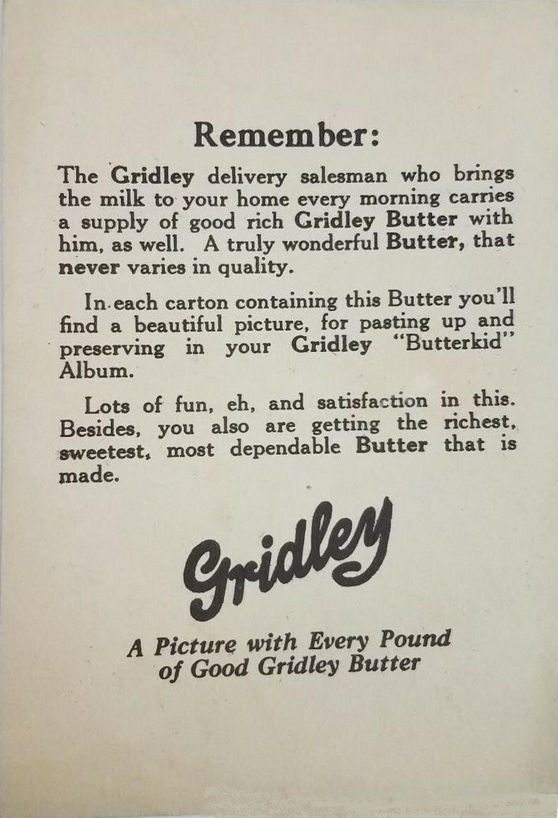 Remember:
The Gridley delivery salesman who brings
the milk to your home every morning carries
a supply of good rich Gridley Butter with
him, as well. A truly wonderful Butter, that
never varies in quality.
In each carton containing this Butter you'll
find a beautiful picture, for pasting up and
preserving in your Gridley "Butterkid"
Album.
Lots of fun, eh, and satisfaction in this.
Besides, you also are getting the richest,
sweetest, most dependable Butter that is
made.
Gridley
A Picture with Every Pound
of Good Gridley Butter